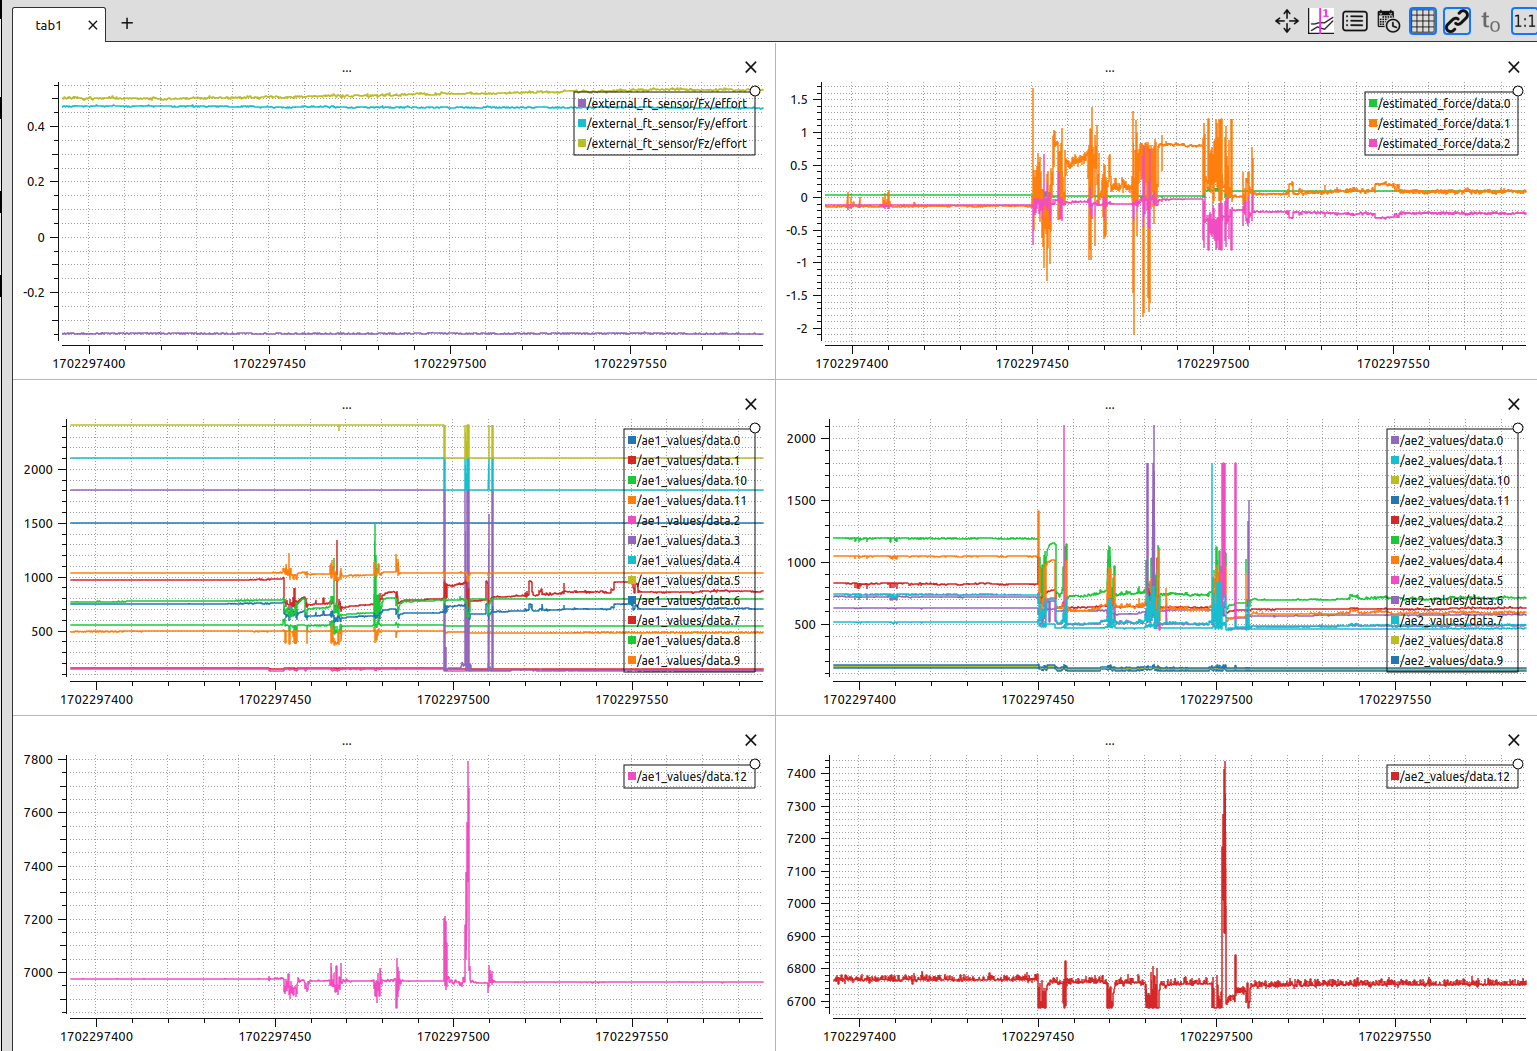 tab1
1
t0
1:1
...
/external_ft_sensor/Fx/effort
/external_ft_sensor/Fy/effort
/external_ft_sensor/Fz/effort
0.4
0.2
0
-0.2
1702297400 1702297450 1702297500 1702297550
...
/estimated_force/data.0
/estimated_force/data.1
/estimated_force/data.2
1.5
1
0.5
0
-0.5
-1
-1.5
-2
1702297400 1702297450 1702297500 1702297550
...
/ae1_values/data.0
/ae1_values/data.1
/ae1_values/data.10
/ae1_values/data.11
/ae1_values/data.2
/ae1_values/data.3
/ae1_values/data.4
/ae1_values/data.5
/ae1_values/data.6
/ae1_values/data.7
/ae1_values/data.8
/ae1_values/data.9
2000
1500
1000
500
1702297400 1702297450 1702297500 1702297550
...
/ae2_values/data.0
/ae2_values/data.1
/ae2_values/data.10
/ae2_values/data.11
/ae2_values/data.2
/ae2_values/data.3
/ae2_values/data.4
/ae2_values/data.5
/ae2_values/data.6
/ae2_values/data.7
/ae2_values/data.8
/ae2_values/data.9
2000
1500
1000
500
1702297400 1702297450 1702297500 1702297550
...
/ae1_values/data.12
7800
7600
7400
7200
7000
1702297400 1702297450 1702297500 1702297550
...
/ae2_values/data.12
7400
7300
7200
7100
7000
6900
6800
6700
1702297400 1702297450 1702297500 1702297550